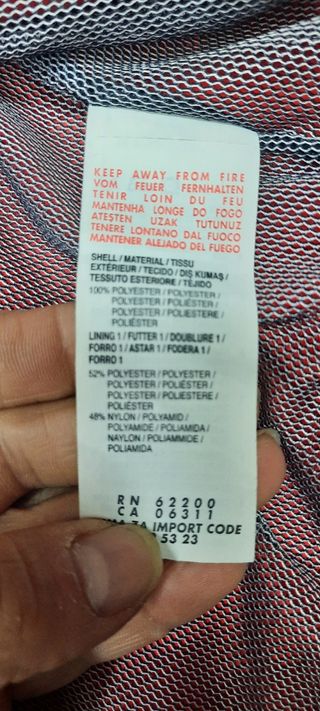 KEEP AWAY FROM FIRE
VOM FEUER FERNHALTEN
TENIR LOIN DU FEU
MANTENHA LONGE DO FOGO
ATESTEN UZAK TUTUNUZ
TENERE LONTANO DAL FUOCO
MANTENER ALEJADO DEL FUEGO
SHELL / MATERIAL / TISSU
EXTÉRIEUR / TECIDO / DIŞ KUMAŞ /
TESSUTO ESTERIORE / TEJIDO
100% POLYESTER / POLYESTER /
POLYESTER / POLIÉSTER /
POLYESTER / POLIESTERE /
POLIÉSTER
LINING 1 / FUTTER 1 / DOUBLURE 1 /
FORRO 1 / ASTAR 1 / FODERA 1 /
FORRO 1
52% POLYESTER / POLYESTER /
POLYESTER / POLIÉSTER /
POLYESTER / POLIESTERE /
POLIÉSTER
48% NYLON / POLYAMID /
POLYAMIDE / POLIAMIDA /
NAYLON / POLIAMMIDE /
POLIAMIDA
RN 62200
CA 06311
ZA IMPORT CODE
53 23